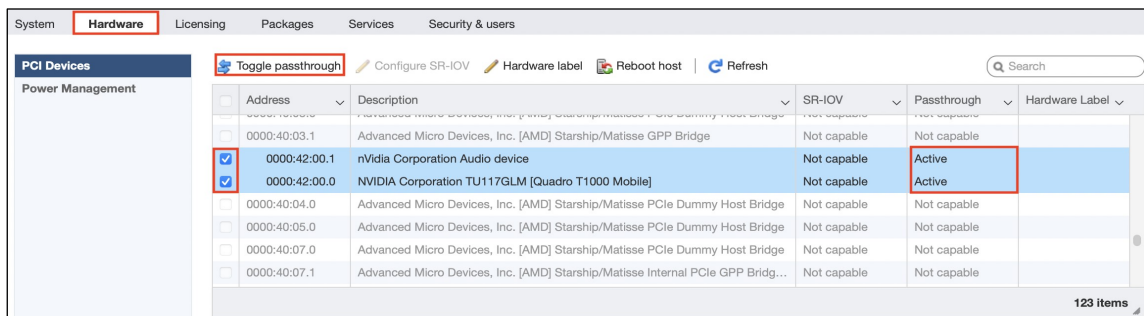 System Hardware Licensing Packages Services Security & users
PCI Devices
Power Management
Toggle passthrough Configure SR-IOV Hardware label Reboot host Refresh Search
Address Description SR-IOV Passthrough Hardware Label
0000:40:03.1 Advanced Micro Devices, Inc. [AMD] Starship/Matisse GPP Bridge Not capable Not capable
0000:42:00.1 nVidia Corporation Audio device Not capable Active
0000:42:00.0 NVIDIA Corporation TU117GLM [Quadro T1000 Mobile] Not capable Active
0000:40:04.0 Advanced Micro Devices, Inc. [AMD] Starship/Matisse PCIe Dummy Host Bridge Not capable Not capable
0000:40:05.0 Advanced Micro Devices, Inc. [AMD] Starship/Matisse PCIe Dummy Host Bridge Not capable Not capable
0000:40:07.0 Advanced Micro Devices, Inc. [AMD] Starship/Matisse PCIe Dummy Host Bridge Not capable Not capable
0000:40:07.1 Advanced Micro Devices, Inc. [AMD] Starship/Matisse Internal PCIe GPP Bridg... Not capable Not capable
123 items